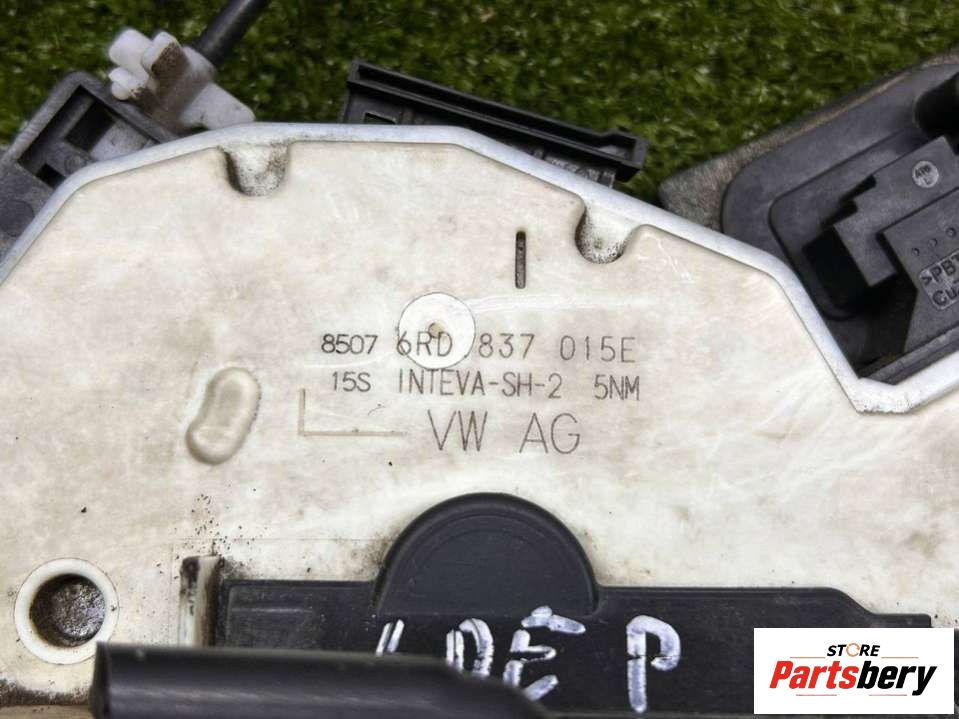 8507 6RD 837 015E
15S INTEVA-SH-2 5NM
VW AG
STORE
Partsbery